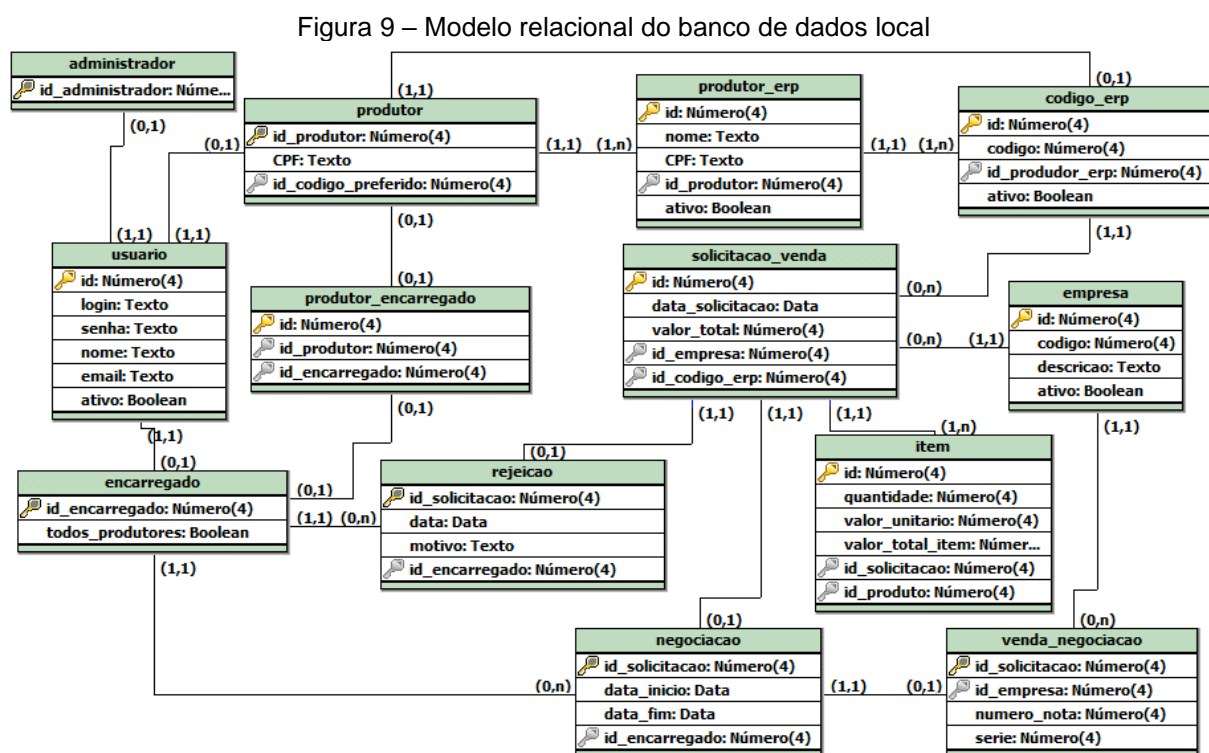 Figura 9 – Modelo relacional do banco de dados local
administrador
id_administrador: Núme...
(0,1)
produtor
id_produtor: Número(4)
CPF: Texto
id_codigo_preferido: Número(4)
(1,1)
(0,1)
(1,1)
(0,1)
produtor_erp
id: Número(4)
nome: Texto
CPF: Texto
id_produtor: Número(4)
ativo: Boolean
(1,n)
(1,1)
codigo_erp
id: Número(4)
codigo: Número(4)
id_produdor_erp: Número(4)
ativo: Boolean
(0,1)
(1,n)
(1,1)
usuario
id: Número(4)
login: Texto
senha: Texto
nome: Texto
email: Texto
ativo: Boolean
(1,1)
(1,1)
(1,1)
produtor_encarregado
id: Número(4)
id_produtor: Número(4)
id_encarregado: Número(4)
(0,1)
(0,1)
solicitacao_venda
id: Número(4)
data_solicitacao: Data
valor_total: Número(4)
id_empresa: Número(4)
id_codigo_erp: Número(4)
(0,n)
(0,n)
(1,1)
(1,1)
(1,1)
empresa
id: Número(4)
codigo: Número(4)
descricao: Texto
ativo: Boolean
(1,1)
(1,1)
encarregado
id_encarregado: Número(4)
todos_produtores: Boolean
(0,1)
(0,1)
(1,1)
(1,1)
rejeicao
id_solicitacao: Número(4)
data: Data
motivo: Texto
id_encarregado: Número(4)
(0,1)
(0,n)
item
id: Número(4)
quantidade: Número(4)
valor_unitario: Número(4)
valor_total_item: Númer...
id_solicitacao: Número(4)
id_produto: Número(4)
(1,n)
negociacao
id_solicitacao: Número(4)
data_inicio: Data
data_fim: Data
id_encarregado: Número(4)
(0,1)
(0,n)
(1,1)
venda_negociacao
id_solicitacao: Número(4)
id_empresa: Número(4)
numero_nota: Número(4)
serie: Número(4)
(0,n)
(0,1)